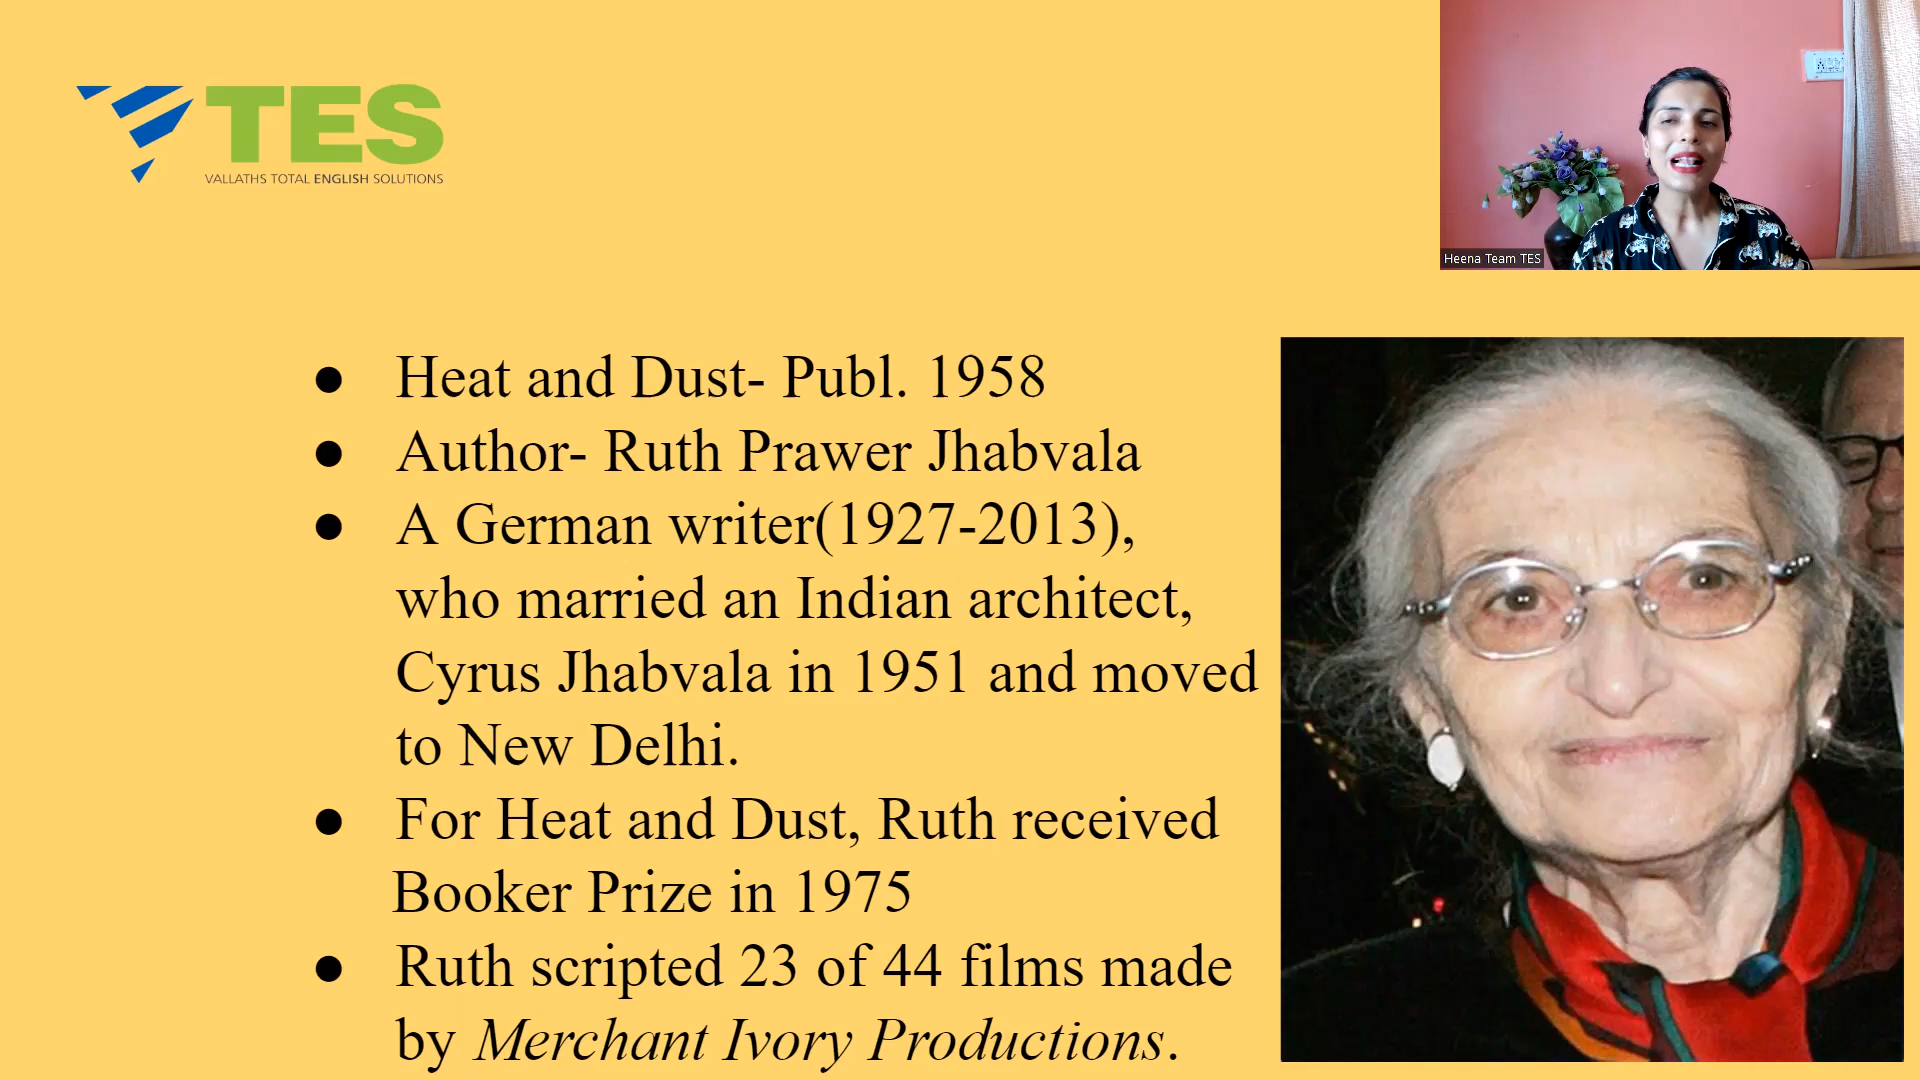 TES
VALLATHS TOTAL ENGLISH SOLUTIONS
Heena Team TES
● Heat and Dust- Publ. 1958
● Author- Ruth Prawer Jhabvala
● A German writer(1927-2013),
who married an Indian architect,
Cyrus Jhabvala in 1951 and moved
to New Delhi.
● For Heat and Dust, Ruth received
Booker Prize in 1975
● Ruth scripted 23 of 44 films made
by Merchant Ivory Productions.